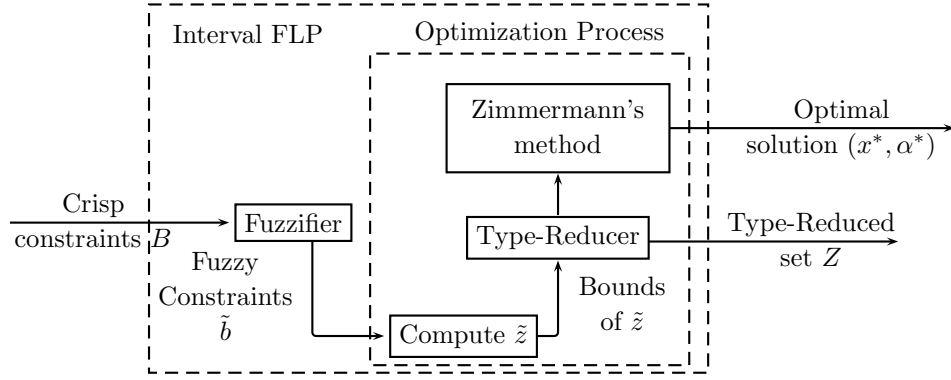 Interval FLP
Optimization Process
Zimmermann's
method
Optimal
solution (x*, α*)
Crisp
constraints B
Fuzzifier
Type-Reducer
Type-Reduced
set Z
Fuzzy
Constraints
b̃
Bounds
of z̃
Compute z̃